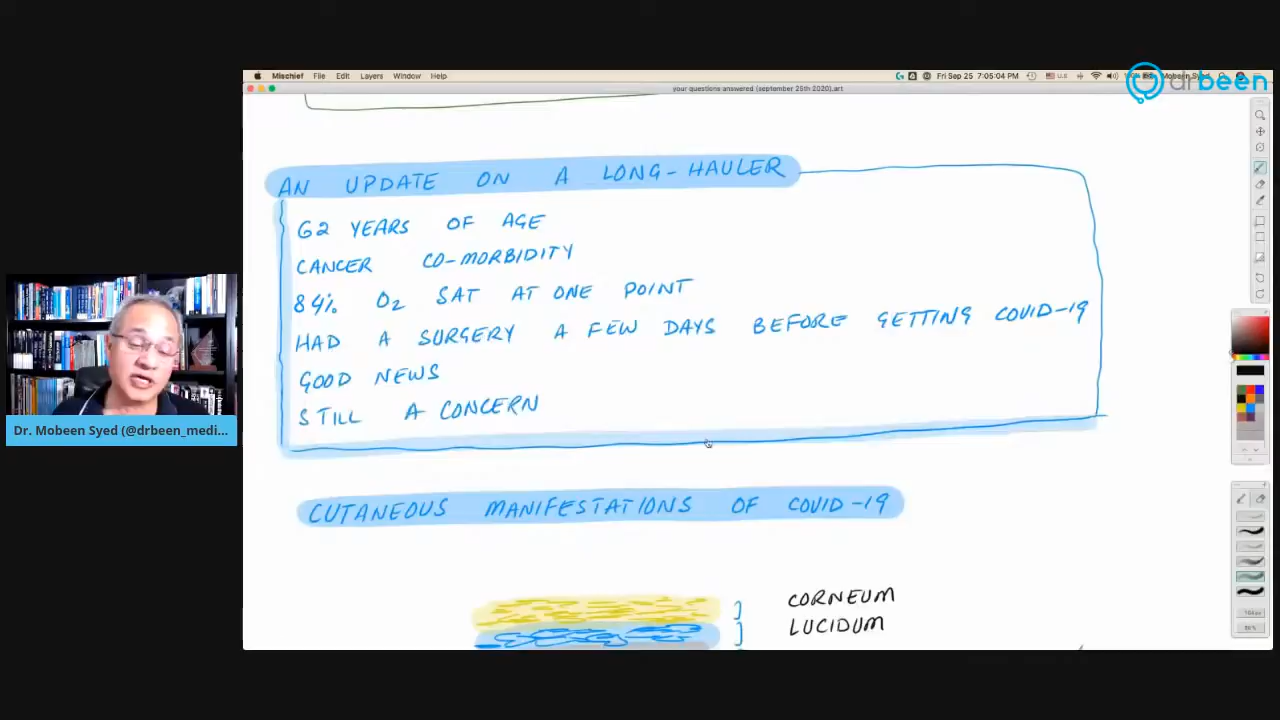 Mischief File Edit Layers Window Help
Fri Sep 25 7:05:04 PM
Mobeen Syed
drbeen
your questions answered (september 25th 2020).art
AN UPDATE ON A LONG-HAULER
62 YEARS OF AGE
CANCER CO-MORBIDITY
84% O2 SAT AT ONE POINT
HAD A SURGERY A FEW DAYS BEFORE GETTING COVID-19
GOOD NEWS
STILL A CONCERN
Dr. Mobeen Syed (@drbeen_medi...
CUTANEOUS MANIFESTATIONS OF COVID-19
CORNEUM
LUCIDUM